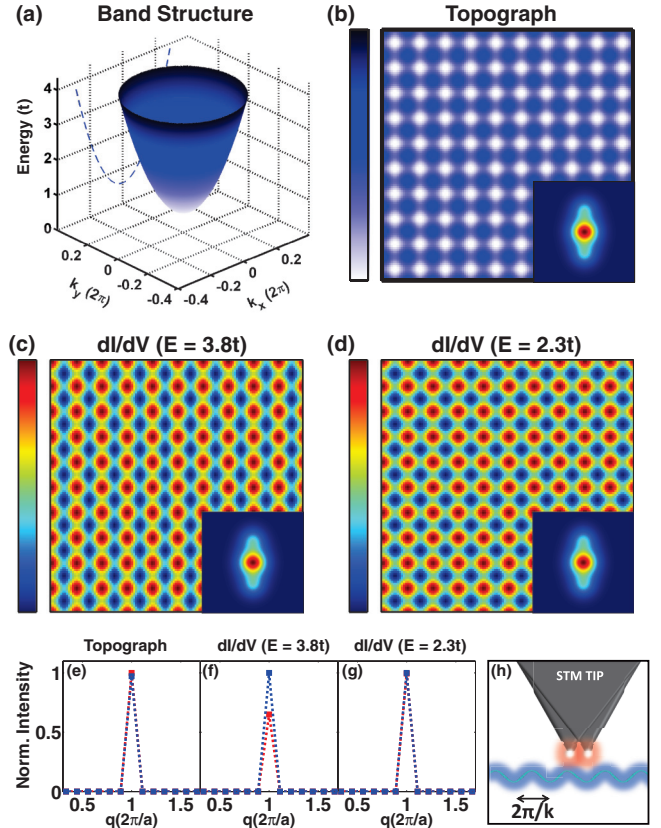 (a) Band Structure
Energy (t)
4
3
2
1
0
0.2
0
-0.2
-0.4
k_y (2π)
-0.4
-0.2
0
0.2
k_x (2π)
(b) Topograph
(c) dI/dV (E = 3.8t)
(d) dI/dV (E = 2.3t)
Topograph
dI/dV (E = 3.8t)
dI/dV (E = 2.3t)
(e)
(f)
(g)
Norm. Intensity
1
0.5
0
0.5 1 1.5
q(2π/a)
0.5 1 1.5
q(2π/a)
0.5 1 1.5
q(2π/a)
(h)
STM TIP
2π/k